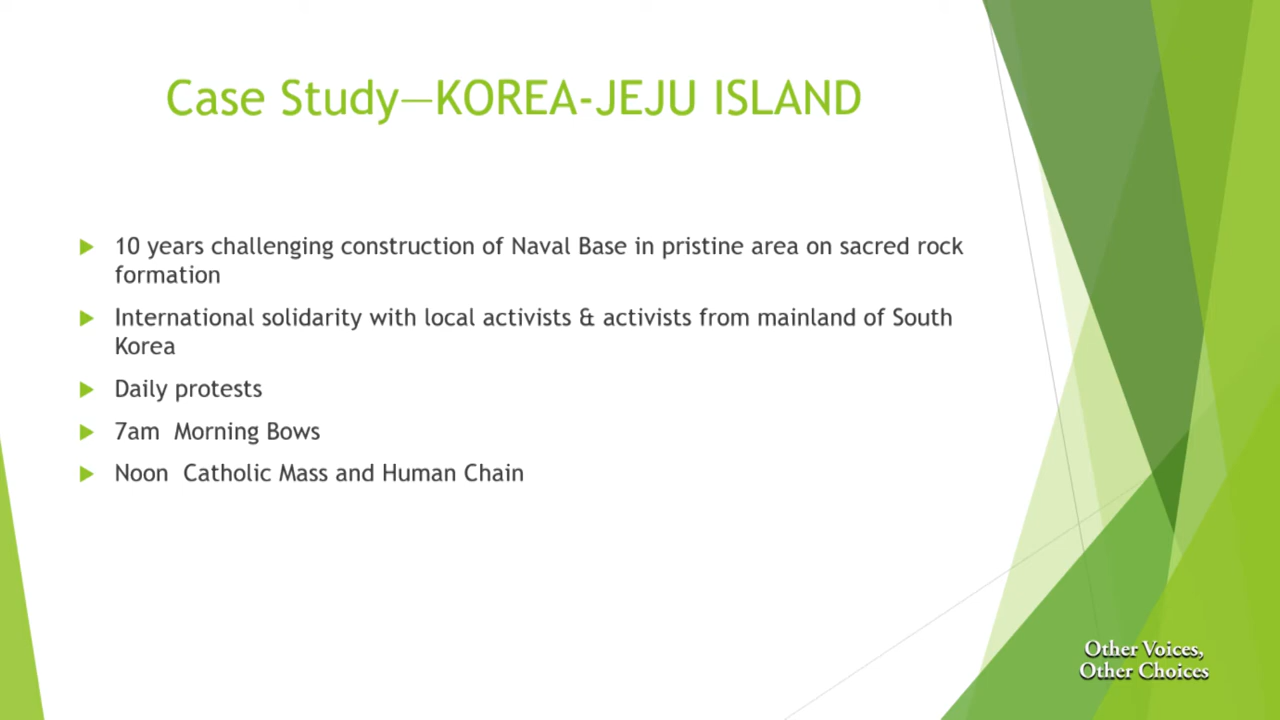 Case Study—KOREA-JEJU ISLAND
10 years challenging construction of Naval Base in pristine area on sacred rock
formation
International solidarity with local activists & activists from mainland of South
Korea
Daily protests
7am  Morning Bows
Noon  Catholic Mass and Human Chain
Other Voices,
Other Choices